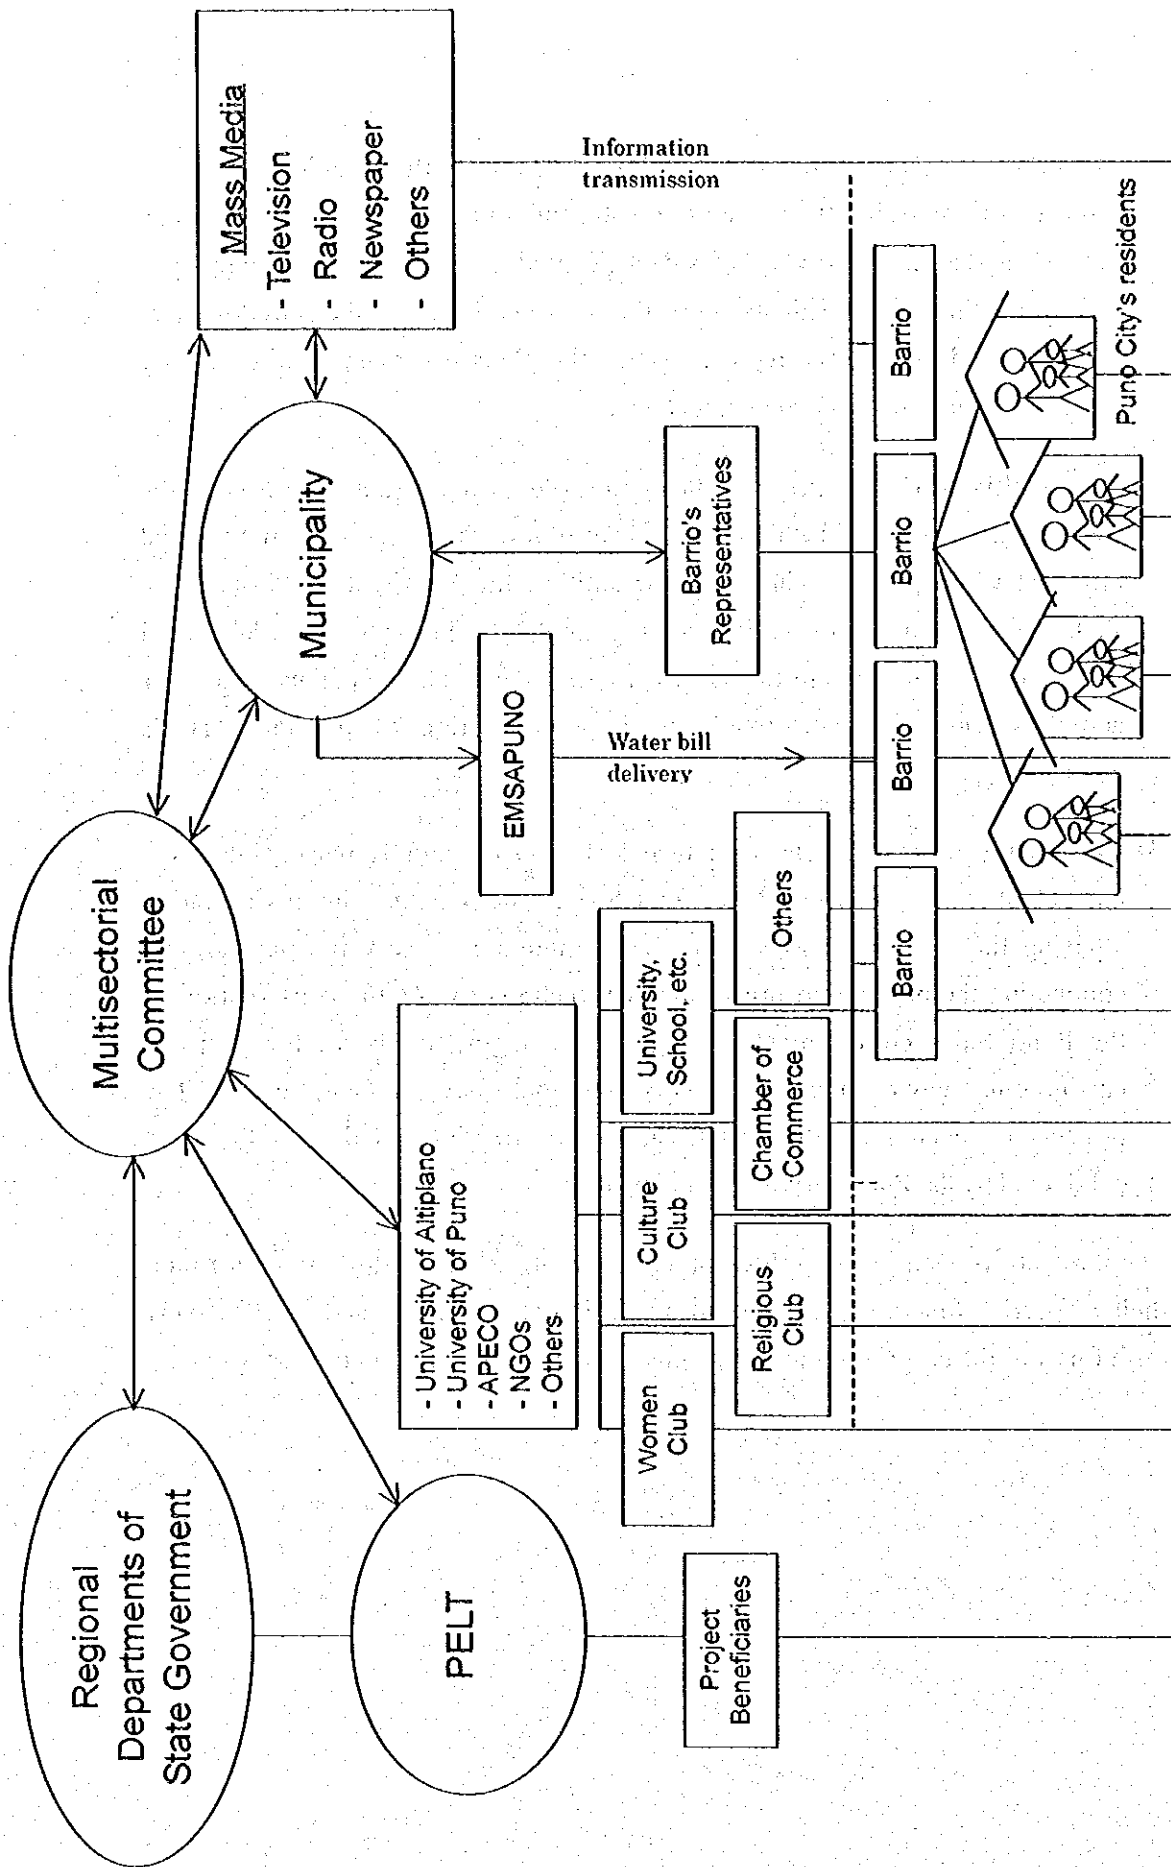 Regional
Departments of
State Government
Multisectorial
Committee
Mass Media
- Television
- Radio
- Newspaper
- Others
Municipality
PELT
- University of Altiplano
- University of Puno
- APECO
- NGOs
- Others
EMSAPUNO
Information
transmission
Water bill
delivery
Project
Beneficiaries
Women
Club
Culture
Club
University,
School, etc.
Barrio's
Representatives
Religious
Club
Chamber of
Commerce
Others
Barrio
Barrio
Barrio
Barrio
Puno City's residents